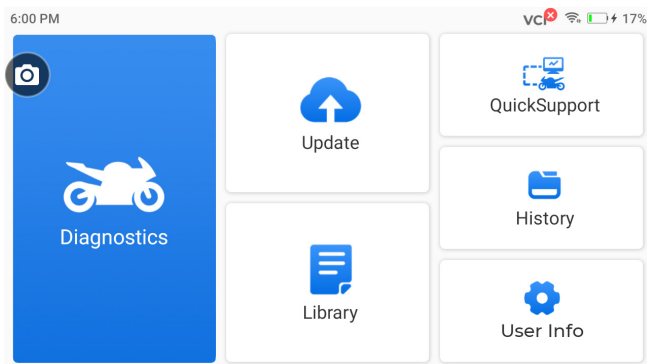 6:00 PM
VCI
17%
Diagnostics
Update
Library
QuickSupport
History
User Info